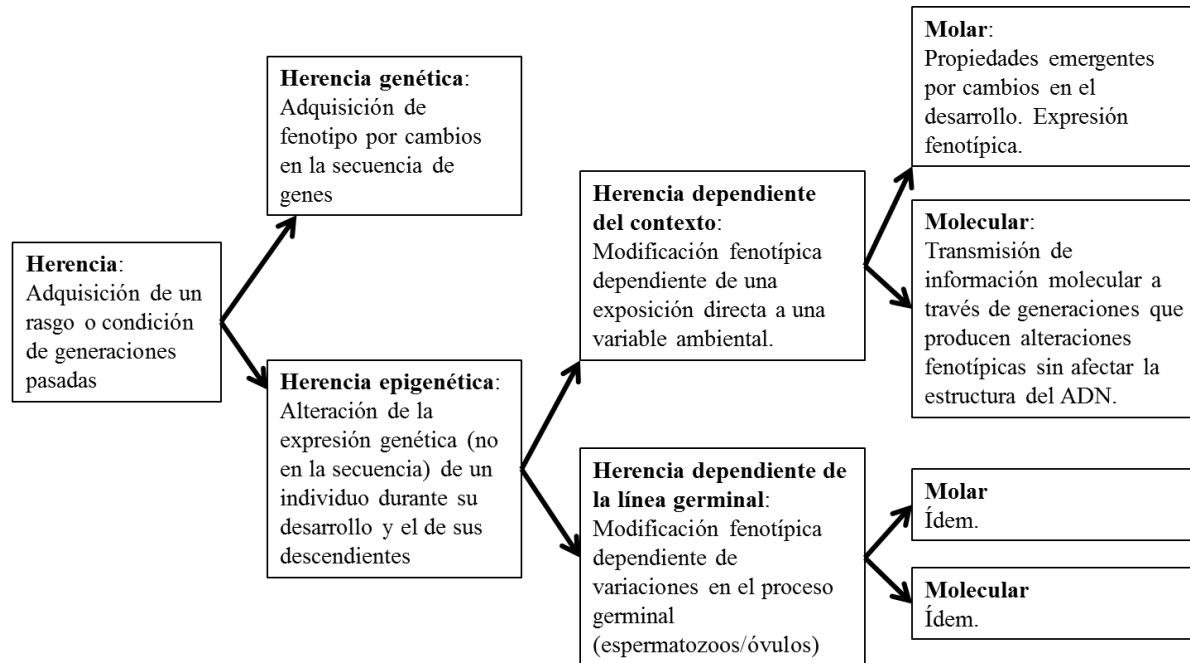 Herencia:
Adquisición de un
rasgo o condición
de generaciones
pasadas
Herencia genética:
Adquisición de
fenotipo por cambios
en la secuencia de
genes
Herencia epigenética:
Alteración de la
expresión genética (no
en la secuencia) de un
individuo durante su
desarrollo y el de sus
descendientes
Herencia dependiente
del contexto:
Modificación fenotípica
dependiente de una
exposición directa a una
variable ambiental.
Herencia dependiente de
la línea germinal:
Modificación fenotípica
dependiente de
variaciones en el proceso
germinal
(espermatozoos/óvulos)
Molar:
Propiedades emergentes
por cambios en el
desarrollo. Expresión
fenotípica.
Molecular:
Transmisión de
información molecular a
través de generaciones que
producen alteraciones
fenotípicas sin afectar la
estructura del ADN.
Molar
Ídem.
Molecular
Ídem.